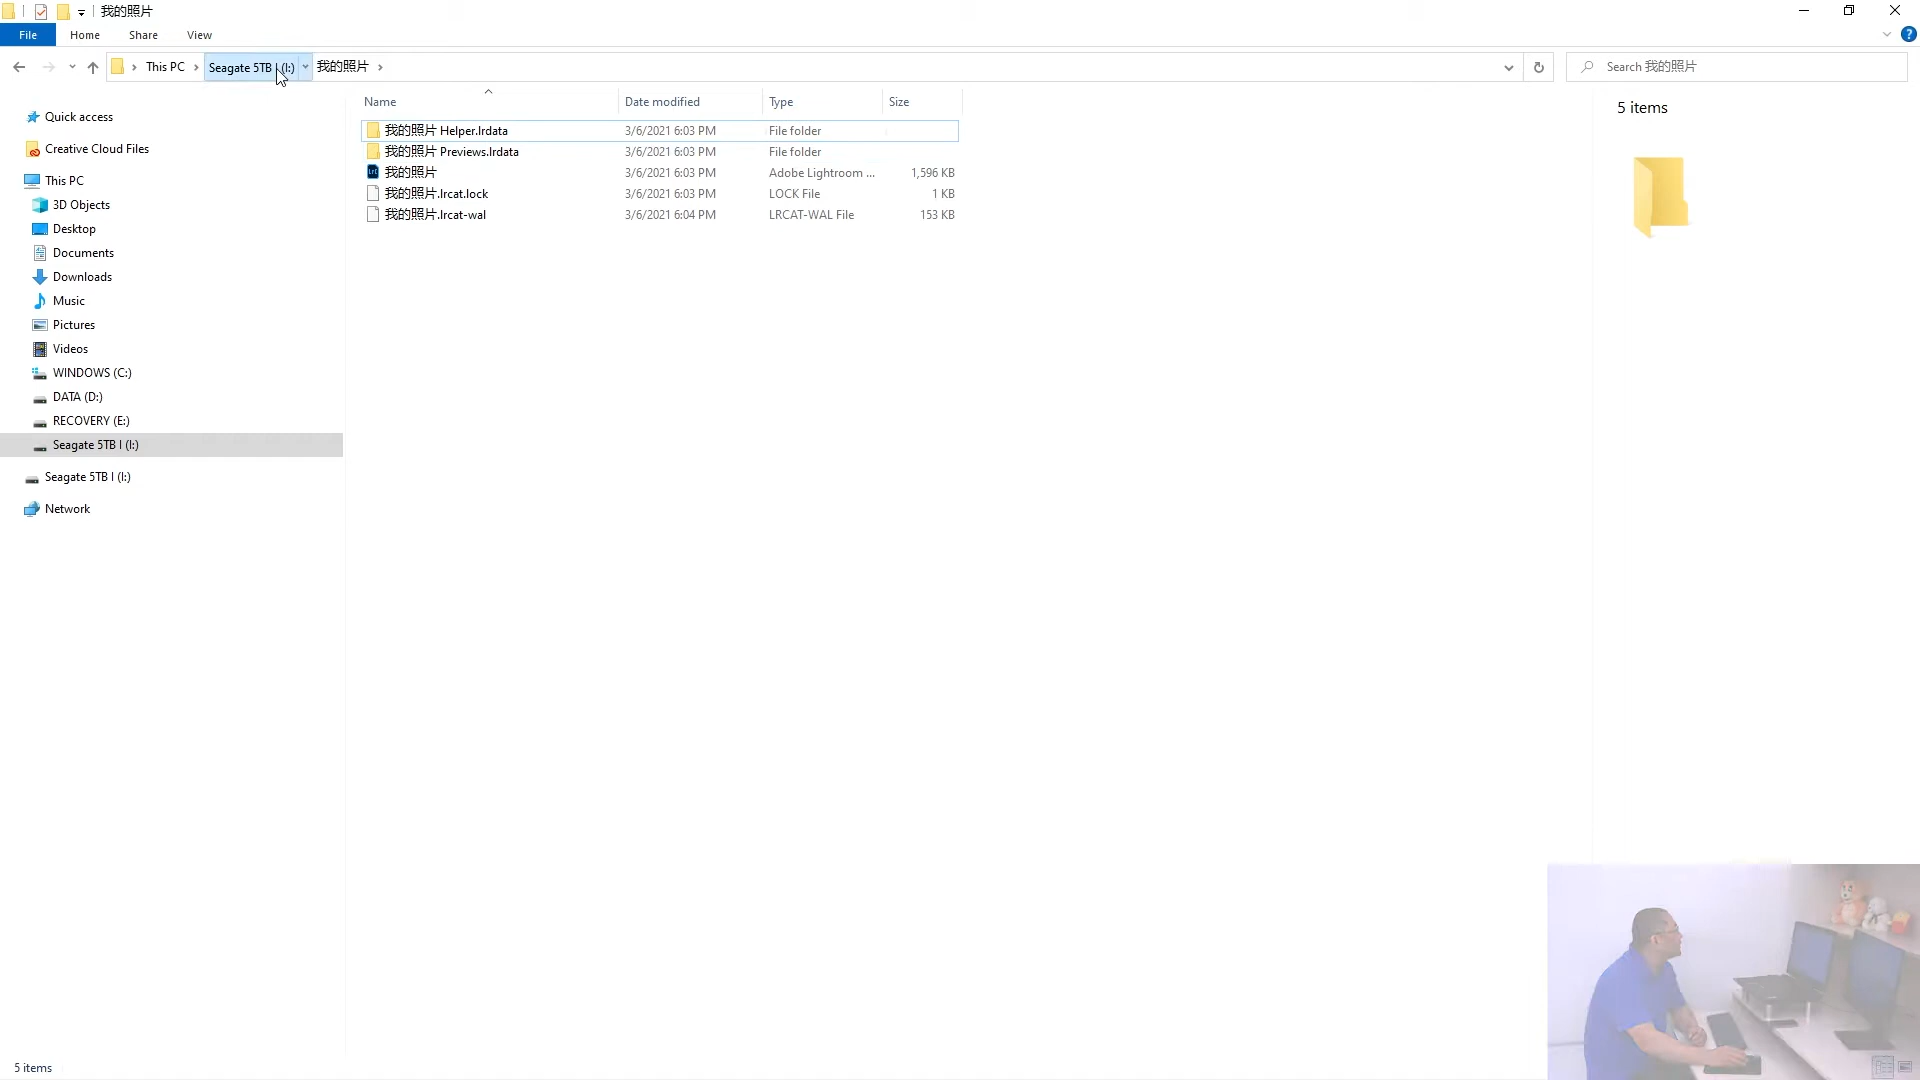 我的照片
File Home Share View
This PC Seagate 5TB I (I:) 我的照片 Search 我的照片
Name Date modified Type Size
我的照片 Helper.lrdata 3/6/2021 6:03 PM File folder
我的照片 Previews.lrdata 3/6/2021 6:03 PM File folder
我的照片 3/6/2021 6:03 PM Adobe Lightroom ... 1,596 KB
我的照片.lrcat.lock 3/6/2021 6:03 PM LOCK File 1 KB
我的照片.lrcat-wal 3/6/2021 6:04 PM LRCAT-WAL File 153 KB
Quick access
Creative Cloud Files
This PC
3D Objects
Desktop
Documents
Downloads
Music
Pictures
Videos
WINDOWS (C:)
DATA (D:)
RECOVERY (E:)
Seagate 5TB I (I:)
Seagate 5TB I (I:)
Network
5 items
5 items